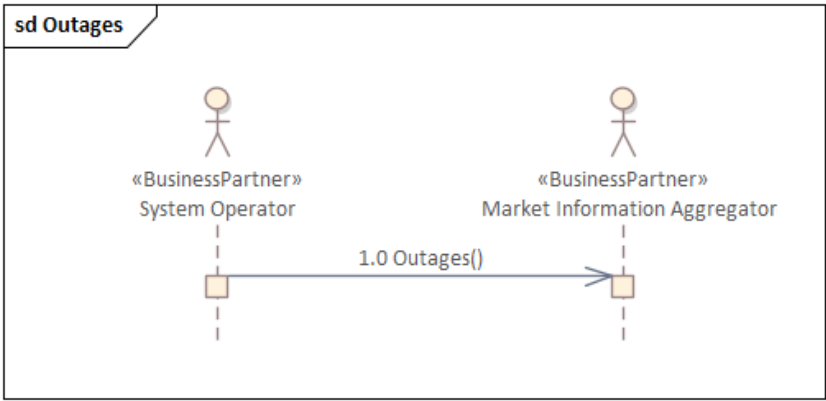 sd Outages
«BusinessPartner»
System Operator
«BusinessPartner»
Market Information Aggregator
1.0 Outages()